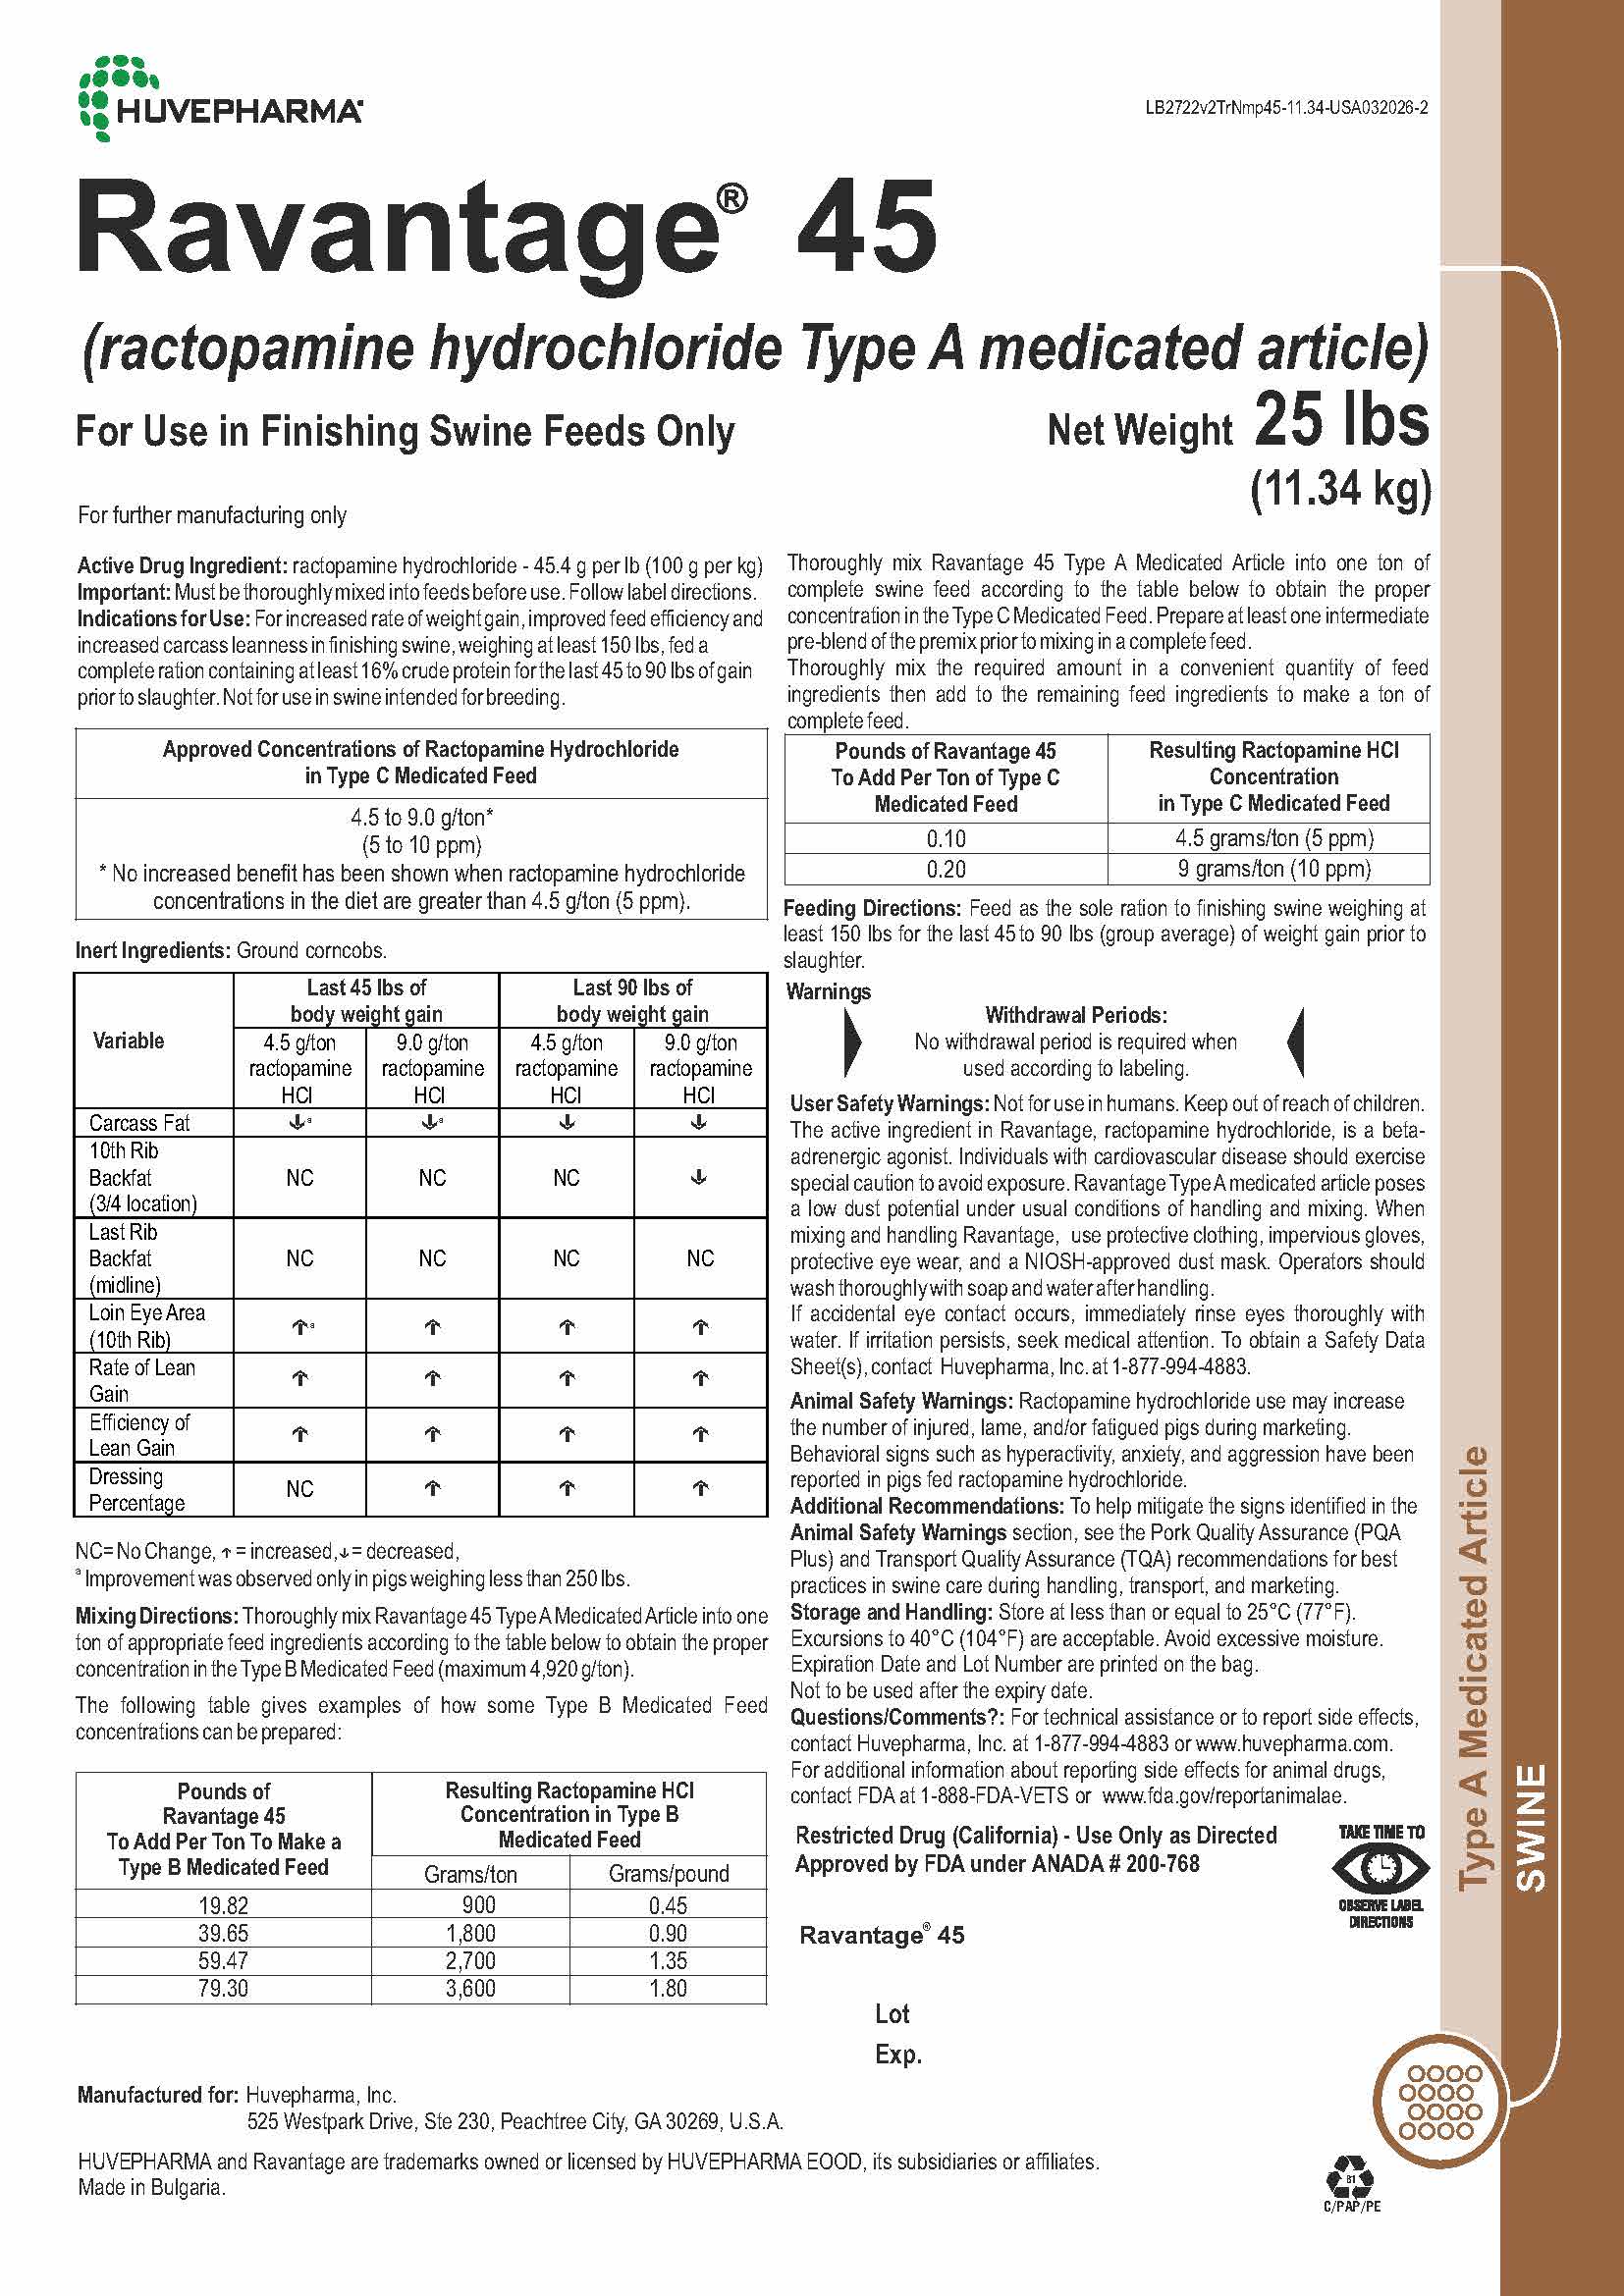 HUVEPHARMA®
LB2722v2TrNmp45-11.34-USA032026-2
Ravantage® 45
(ractopamine hydrochloride Type A medicated article)
For Use in Finishing Swine Feeds Only
Net Weight 25 lbs
(11.34 kg)
For further manufacturing only
Active Drug Ingredient: ractopamine hydrochloride - 45.4 g per lb (100 g per kg)
Important: Must be thoroughly mixed into feeds before use. Follow label directions.
Indications for Use: For increased rate of weight gain, improved feed efficiency and
increased carcass leanness in finishing swine, weighing at least 150 lbs, fed a
complete ration containing at least 16% crude protein for the last 45 to 90 lbs of gain
prior to slaughter. Not for use in swine intended for breeding.
Approved Concentrations of Ractopamine Hydrochloride
in Type C Medicated Feed
4.5 to 9.0 g/ton*
(5 to 10 ppm)
* No increased benefit has been shown when ractopamine hydrochloride
concentrations in the diet are greater than 4.5 g/ton (5 ppm).
Inert Ingredients: Ground corncobs.
Variable
Last 45 lbs of body weight gain
Last 90 lbs of body weight gain
4.5 g/ton ractopamine HCl
9.0 g/ton ractopamine HCl
4.5 g/ton ractopamine HCl
9.0 g/ton ractopamine HCl
Carcass Fat ↓a ↓a ↓ ↓
10th Rib Backfat (3/4 location) NC NC NC ↓
Last Rib Backfat (midline) NC NC NC NC
Loin Eye Area (10th Rib) ↑a ↑ ↑ ↑
Rate of Lean Gain ↑ ↑ ↑ ↑
Efficiency of Lean Gain ↑ ↑ ↑ ↑
Dressing Percentage NC ↑ ↑ ↑
NC= No Change, ↑ = increased, ↓ = decreased,
a Improvement was observed only in pigs weighing less than 250 lbs.
Mixing Directions: Thoroughly mix Ravantage 45 Type A Medicated Article into one
ton of appropriate feed ingredients according to the table below to obtain the proper
concentration in the Type B Medicated Feed (maximum 4,920 g/ton).
The following table gives examples of how some Type B Medicated Feed
concentrations can be prepared:
Pounds of
Ravantage 45
To Add Per Ton To Make a
Type B Medicated Feed
Resulting Ractopamine HCl
Concentration in Type B
Medicated Feed
Grams/ton Grams/pound
19.82 900 0.45
39.65 1,800 0.90
59.47 2,700 1.35
79.30 3,600 1.80
Thoroughly mix Ravantage 45 Type A Medicated Article into one ton of
complete swine feed according to the table below to obtain the proper
concentration in the Type C Medicated Feed. Prepare at least one intermediate
pre-blend of the premix prior to mixing in a complete feed.
Thoroughly mix the required amount in a convenient quantity of feed
ingredients then add to the remaining feed ingredients to make a ton of
complete feed.
Pounds of Ravantage 45
To Add Per Ton of Type C
Medicated Feed
Resulting Ractopamine HCl
Concentration
in Type C Medicated Feed
0.10 4.5 grams/ton (5 ppm)
0.20 9 grams/ton (10 ppm)
Feeding Directions: Feed as the sole ration to finishing swine weighing at
least 150 lbs for the last 45 to 90 lbs (group average) of weight gain prior to
slaughter.
Warnings
Withdrawal Periods:
No withdrawal period is required when
used according to labeling.
User Safety Warnings: Not for use in humans. Keep out of reach of children.
The active ingredient in Ravantage, ractopamine hydrochloride, is a beta-
adrenergic agonist. Individuals with cardiovascular disease should exercise
special caution to avoid exposure. Ravantage Type A medicated article poses
a low dust potential under usual conditions of handling and mixing. When
mixing and handling Ravantage, use protective clothing, impervious gloves,
protective eye wear, and a NIOSH-approved dust mask. Operators should
wash thoroughly with soap and water after handling.
If accidental eye contact occurs, immediately rinse eyes thoroughly with
water. If irritation persists, seek medical attention. To obtain a Safety Data
Sheet(s), contact Huvepharma, Inc. at 1-877-994-4883.
Animal Safety Warnings: Ractopamine hydrochloride use may increase
the number of injured, lame, and/or fatigued pigs during marketing.
Behavioral signs such as hyperactivity, anxiety, and aggression have been
reported in pigs fed ractopamine hydrochloride.
Additional Recommendations: To help mitigate the signs identified in the
Animal Safety Warnings section, see the Pork Quality Assurance (PQA
Plus) and Transport Quality Assurance (TQA) recommendations for best
practices in swine care during handling, transport, and marketing.
Storage and Handling: Store at less than or equal to 25°C (77°F).
Excursions to 40°C (104°F) are acceptable. Avoid excessive moisture.
Expiration Date and Lot Number are printed on the bag.
Not to be used after the expiry date.
Questions/Comments?: For technical assistance or to report side effects,
contact Huvepharma, Inc. at 1-877-994-4883 or www.huvepharma.com.
For additional information about reporting side effects for animal drugs,
contact FDA at 1-888-FDA-VETS or www.fda.gov/reportanimalae.
Restricted Drug (California) - Use Only as Directed
Approved by FDA under ANADA # 200-768
TAKE TIME TO
OBSERVE LABEL
DIRECTIONS
Ravantage® 45
Lot
Exp.
Manufactured for: Huvepharma, Inc.
525 Westpark Drive, Ste 230, Peachtree City, GA 30269, U.S.A.
HUVEPHARMA and Ravantage are trademarks owned or licensed by HUVEPHARMA EOOD, its subsidiaries or affiliates.
Made in Bulgaria.
81
C/PAP/PE
Type A Medicated Article
SWINE